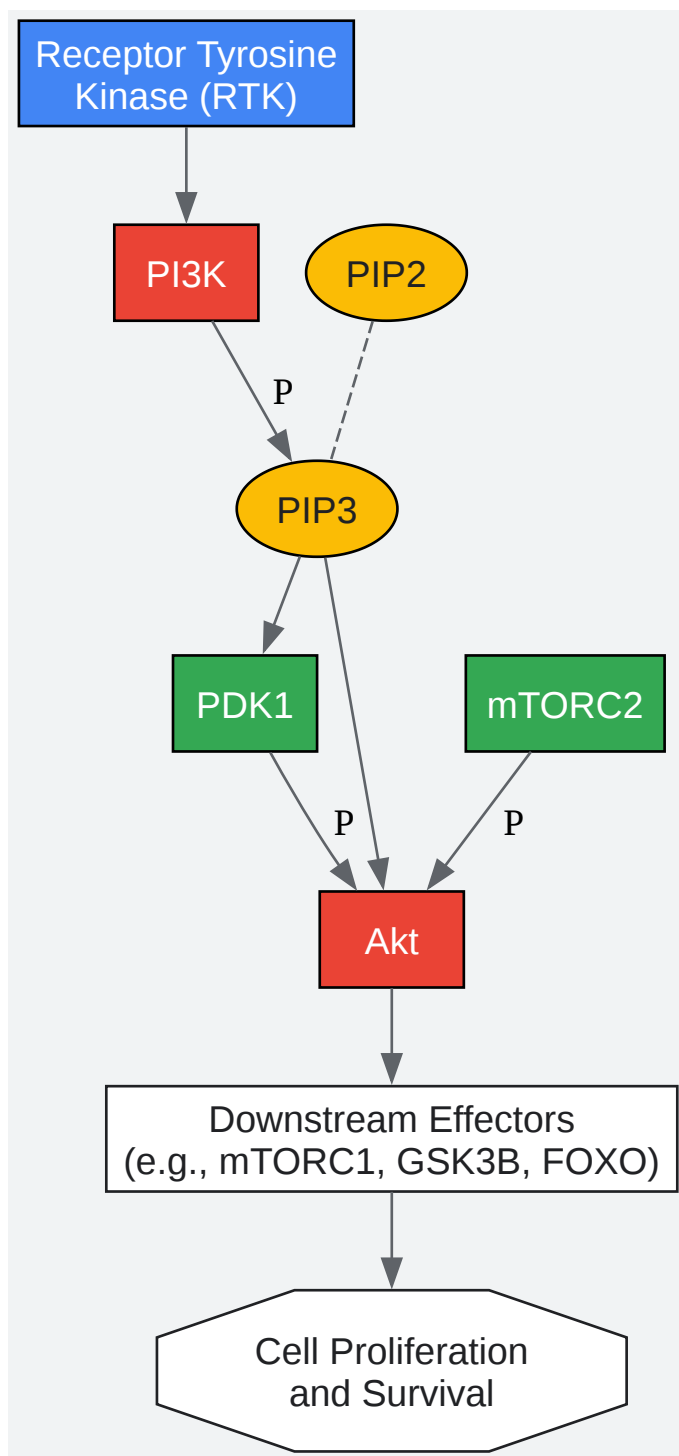 Receptor Tyrosine
Kinase (RTK)
PI3K
PIP2
P
PIP3
PDK1
mTORC2
P
P
Akt
Downstream Effectors
(e.g., mTORC1, GSK3B, FOXO)
Cell Proliferation
and Survival